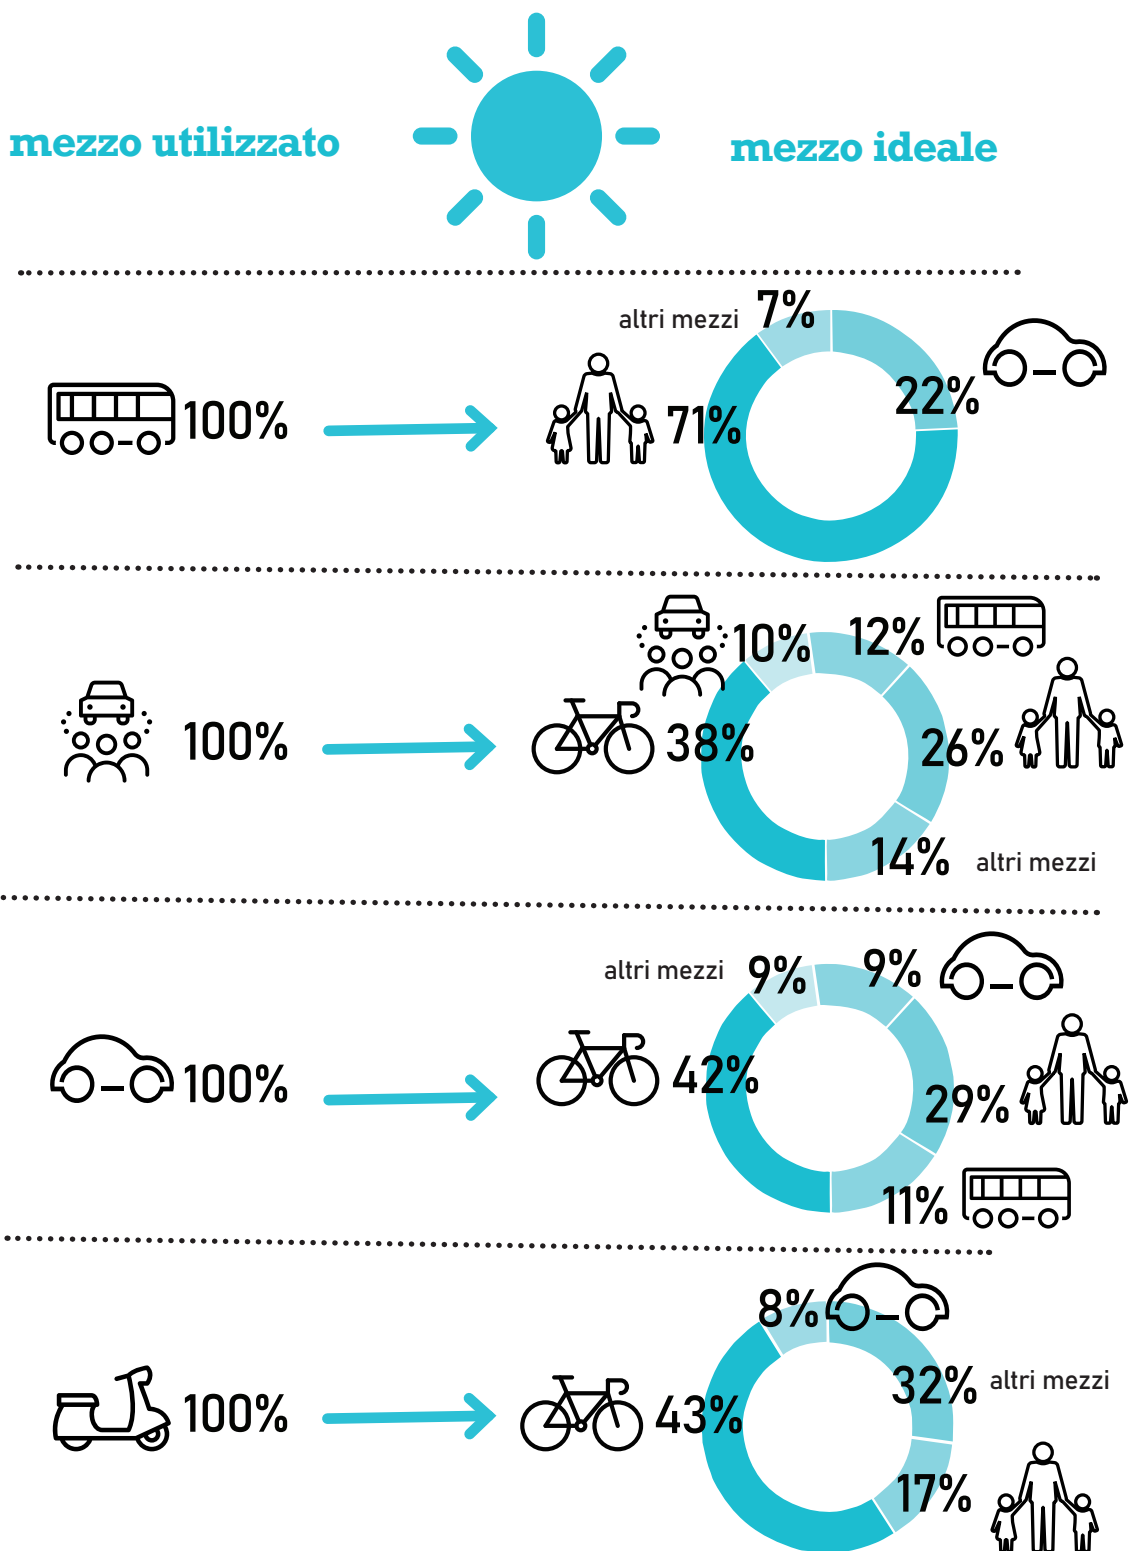 mezzo utilizzato
mezzo ideale
altri mezzi 7%
100%
71%
22%
10%
12%
100%
38%
26%
14% altri mezzi
altri mezzi 9%
9%
100%
42%
29%
11%
8%
100%
43%
32% altri mezzi
17%